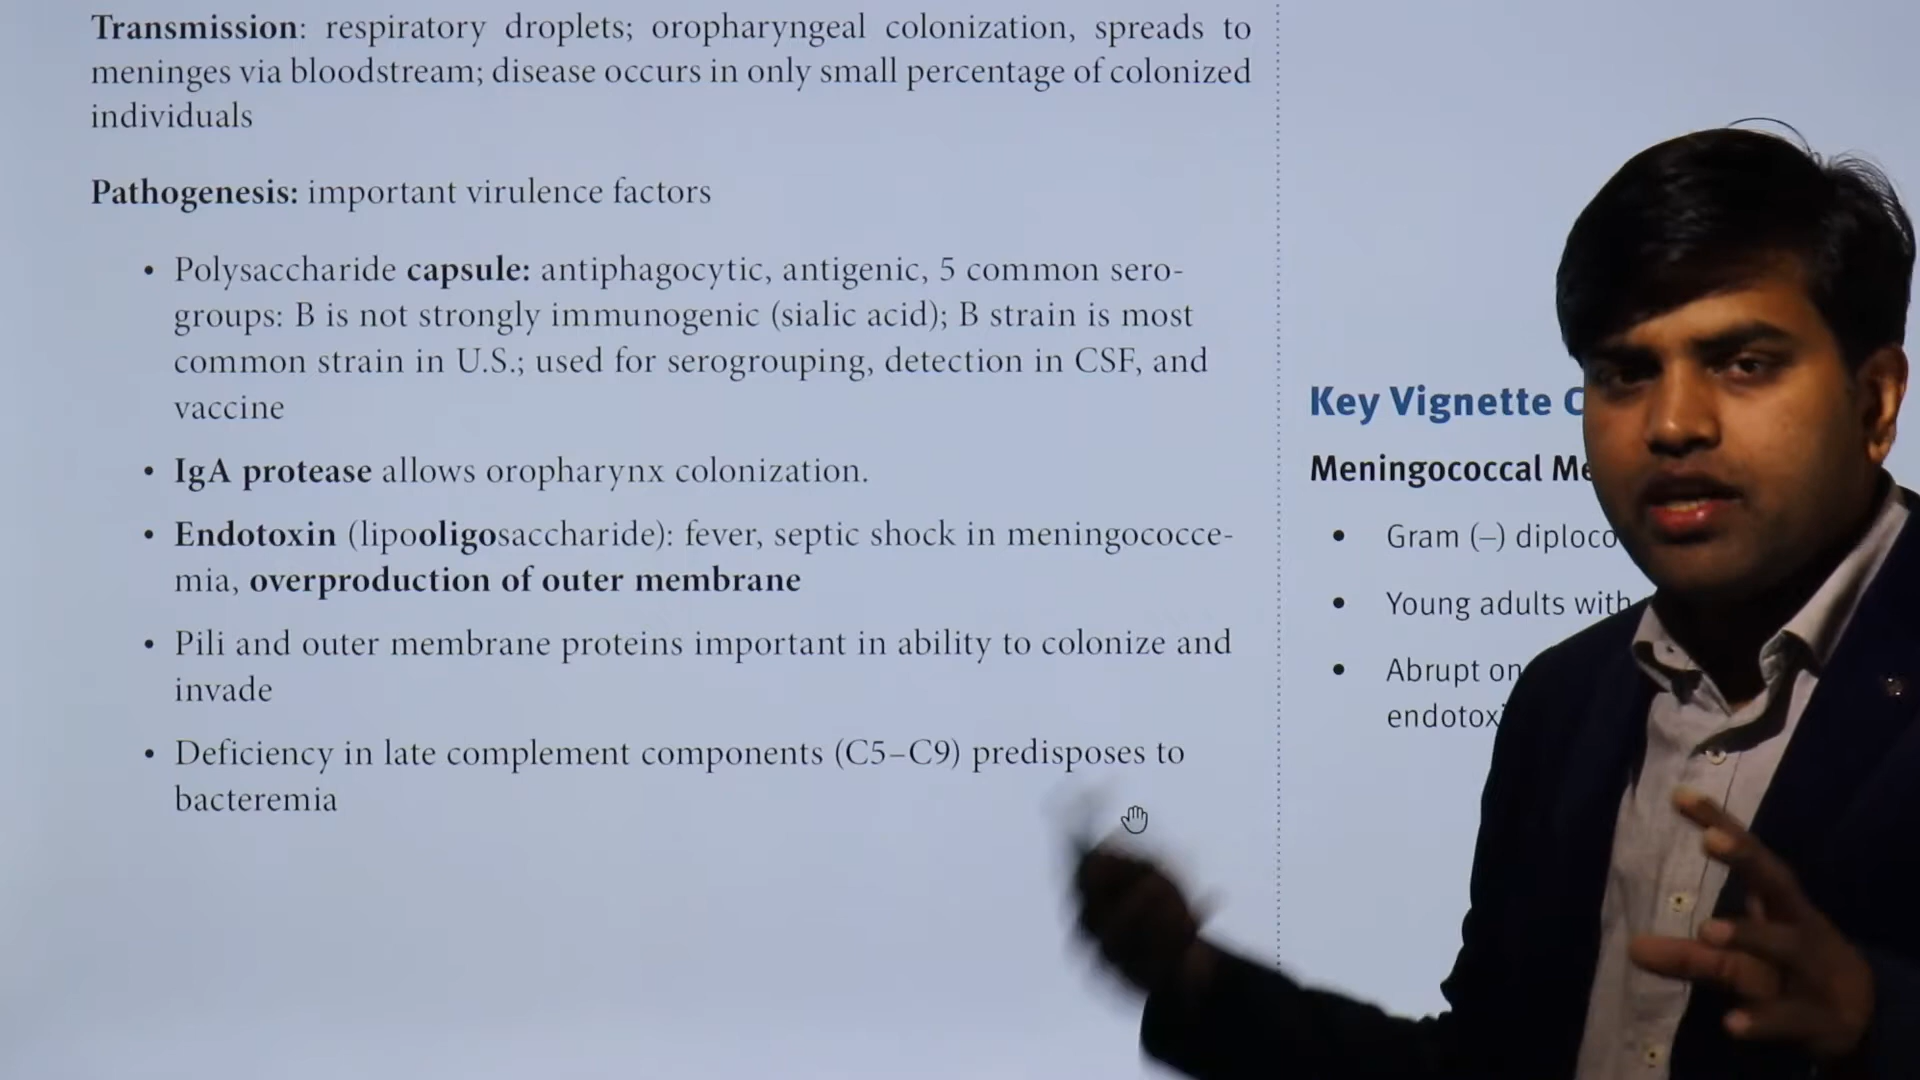 Transmission: respiratory droplets; oropharyngeal colonization, spreads to
meninges via bloodstream; disease occurs in only small percentage of colonized
individuals
Pathogenesis: important virulence factors
• Polysaccharide capsule: antiphagocytic, antigenic, 5 common sero-
groups: B is not strongly immunogenic (sialic acid); B strain is most
common strain in U.S.; used for serogrouping, detection in CSF, and
vaccine
• IgA protease allows oropharynx colonization.
• Endotoxin (lipooligosaccharide): fever, septic shock in meningococce-
mia, overproduction of outer membrane
• Pili and outer membrane proteins important in ability to colonize and
invade
• Deficiency in late complement components (C5–C9) predisposes to
bacteremia
Key Vignette
Meningococcal
• Gram (–)
• Young adults with
• Abrupt